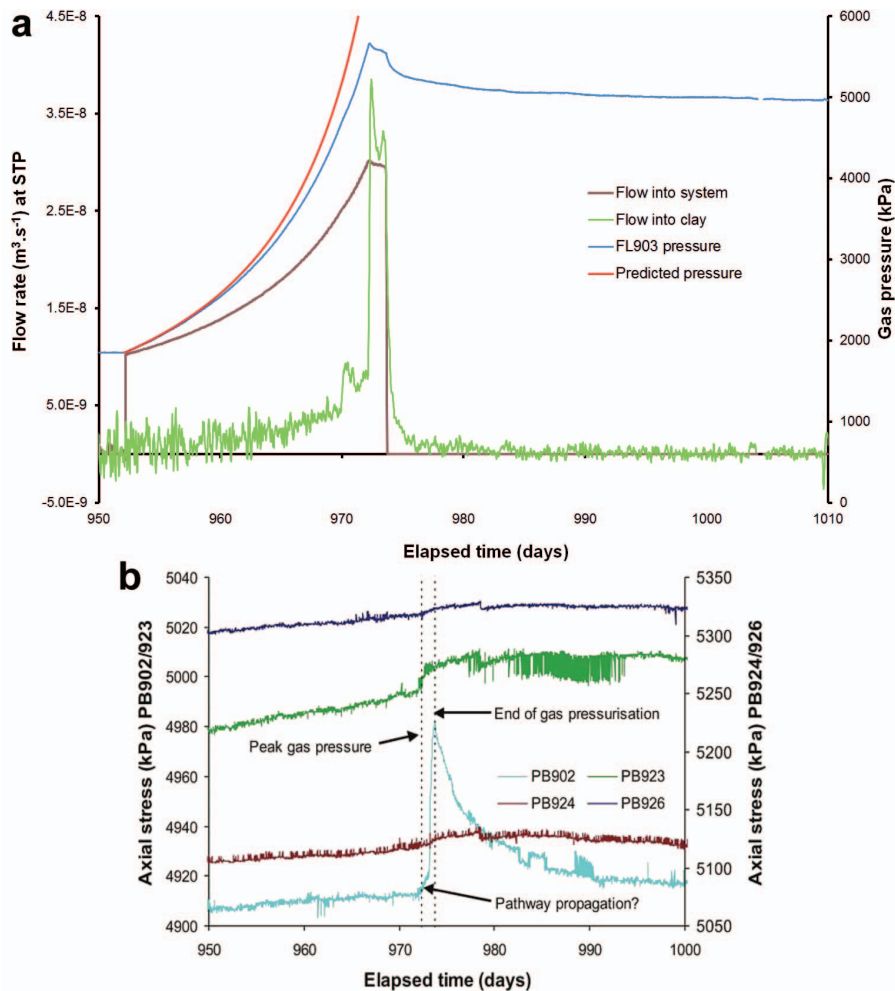 a
4.5E-8
3.5E-8
2.5E-8
1.5E-8
5.0E-9
-5.0E-9
Flow rate (m³.s⁻¹) at STP
6000
5000
4000
3000
2000
1000
0
Gas pressure (kPa)
Flow into system
Flow into clay
FL903 pressure
Predicted pressure
950 960 970 980 990 1000 1010
Elapsed time (days)
b
5040
5020
5000
4980
4960
4940
4920
4900
Axial stress (kPa) PB902/923
5350
5300
5250
5200
5150
5100
5050
Axial stress (kPa) PB924/926
End of gas pressurisation
Peak gas pressure
PB902 PB923
PB924 PB926
Pathway propagation?
950 960 970 980 990 1000
Elapsed time (days)